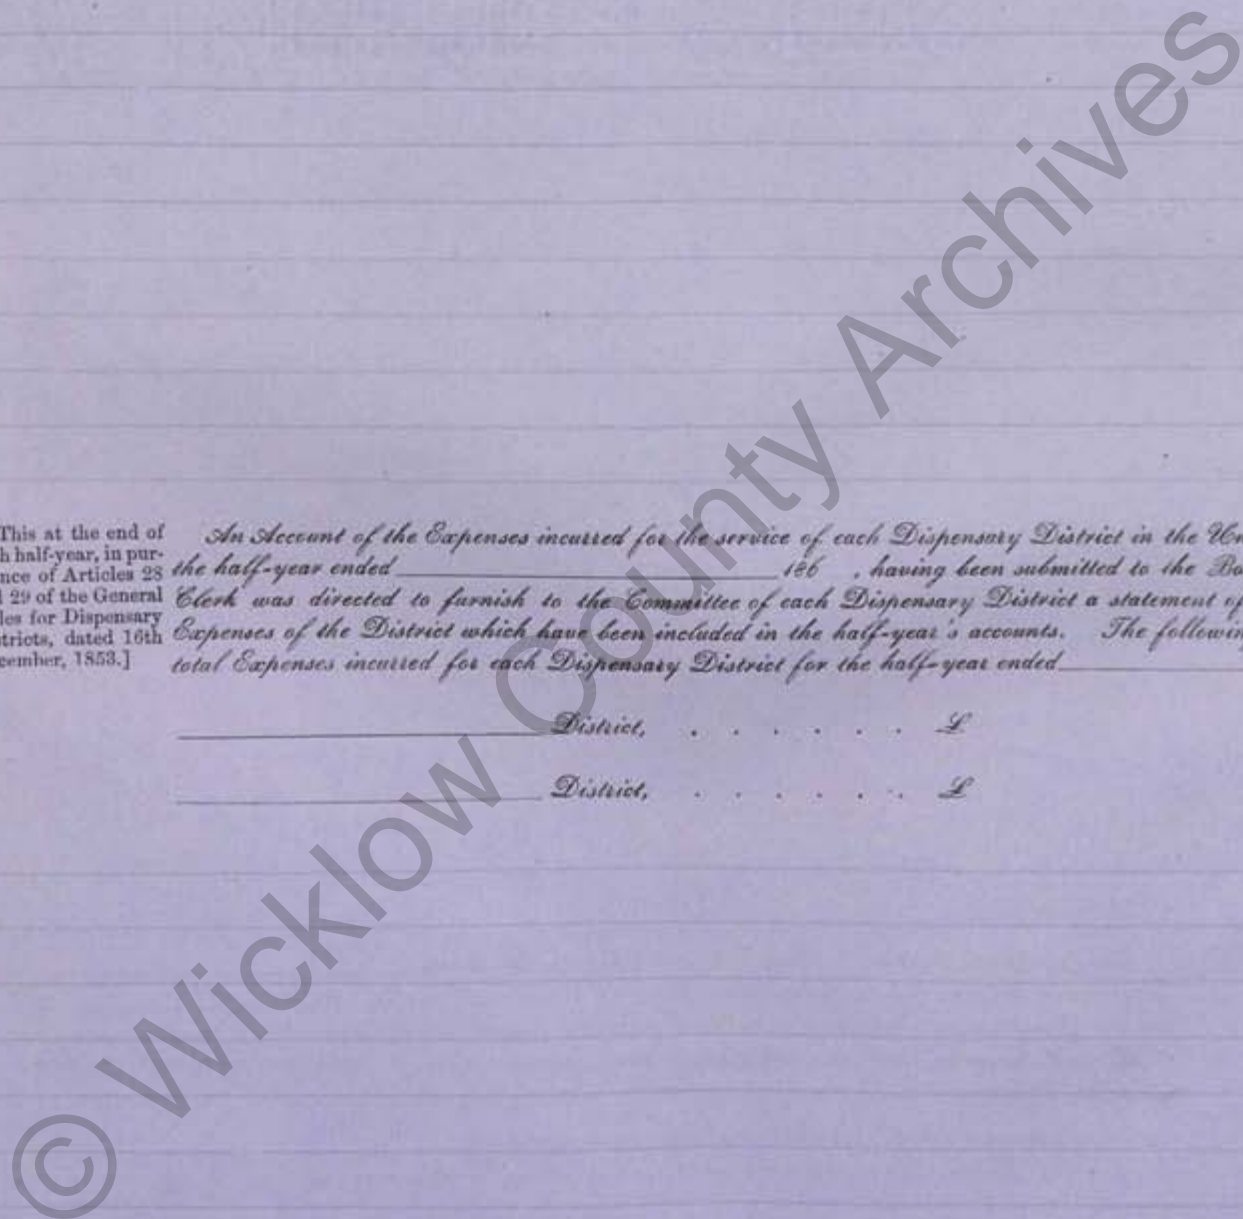 This at the end of
h half-year, in pur-
nce of Articles 28
l 29 of the General
les for Dispensary
tricts, dated 16th
cember, 1853.]
An Account of the Expenses incurred for the service of each Dispensary District in the Un
the half-year ended 186 , having been submitted to the Bo
Clerk was directed to furnish to the Committee of each Dispensary District a statement of
Expenses of the District which have been included in the half-year's accounts. The followin
total Expenses incurred for each Dispensary District for the half-year ended
District, . . . . . . £
District, . . . . . . £
© Wicklow County Archives